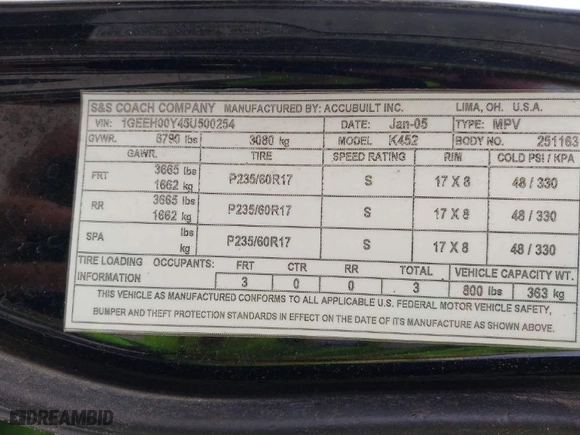 S&S COACH COMPANY MANUFACTURED BY: ACCUBUILT INC. LIMA, OH. U.S.A.
VIN: 1GEEH00Y45U500254 DATE: Jan-05 TYPE: MPV
GVWR. 6790 lbs 3080 kg MODEL K452 BODY NO. 251163
GAWR. TIRE SPEED RATING RIM COLD PSI / KPA
FRT 3665 lbs 1662 kg P235/60R17 S 17 X 8 48 / 330
RR 3665 lbs 1662 kg P235/60R17 S 17 X 8 48 / 330
SPA lbs kg P235/60R17 S 17 X 8 48 / 330
TIRE LOADING INFORMATION OCCUPANTS: FRT CTR RR TOTAL VEHICLE CAPACITY WT.
3 0 0 3 800 lbs 363 kg
THIS VEHICLE AS MANUFACTURED CONFORMS TO ALL APPLICABLE U.S. FEDERAL MOTOR VEHICLE SAFETY,
BUMPER AND THEFT PROTECTION STANDARDS IN EFFECT ON THE DATE OF MANUFACTURE AS SHOWN ABOVE.
DREAMBID